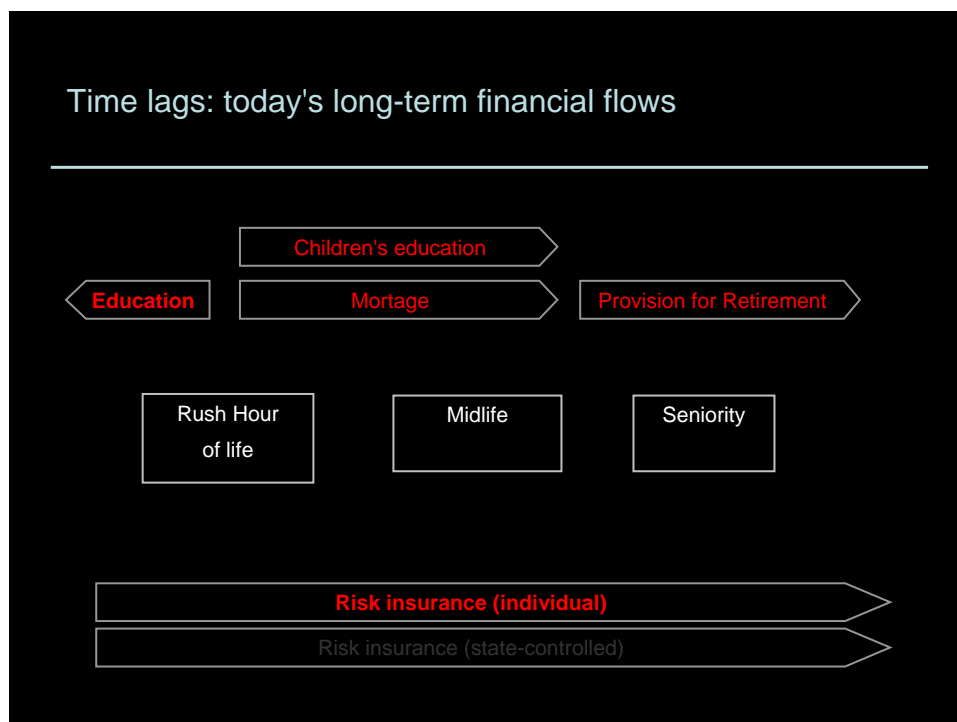 Time lags: today's long-term financial flows
Children's education
Education
Mortage
Provision for Retirement
Rush Hour
of life
Midlife
Seniority
Risk insurance (individual)
Risk insurance (state-controlled)